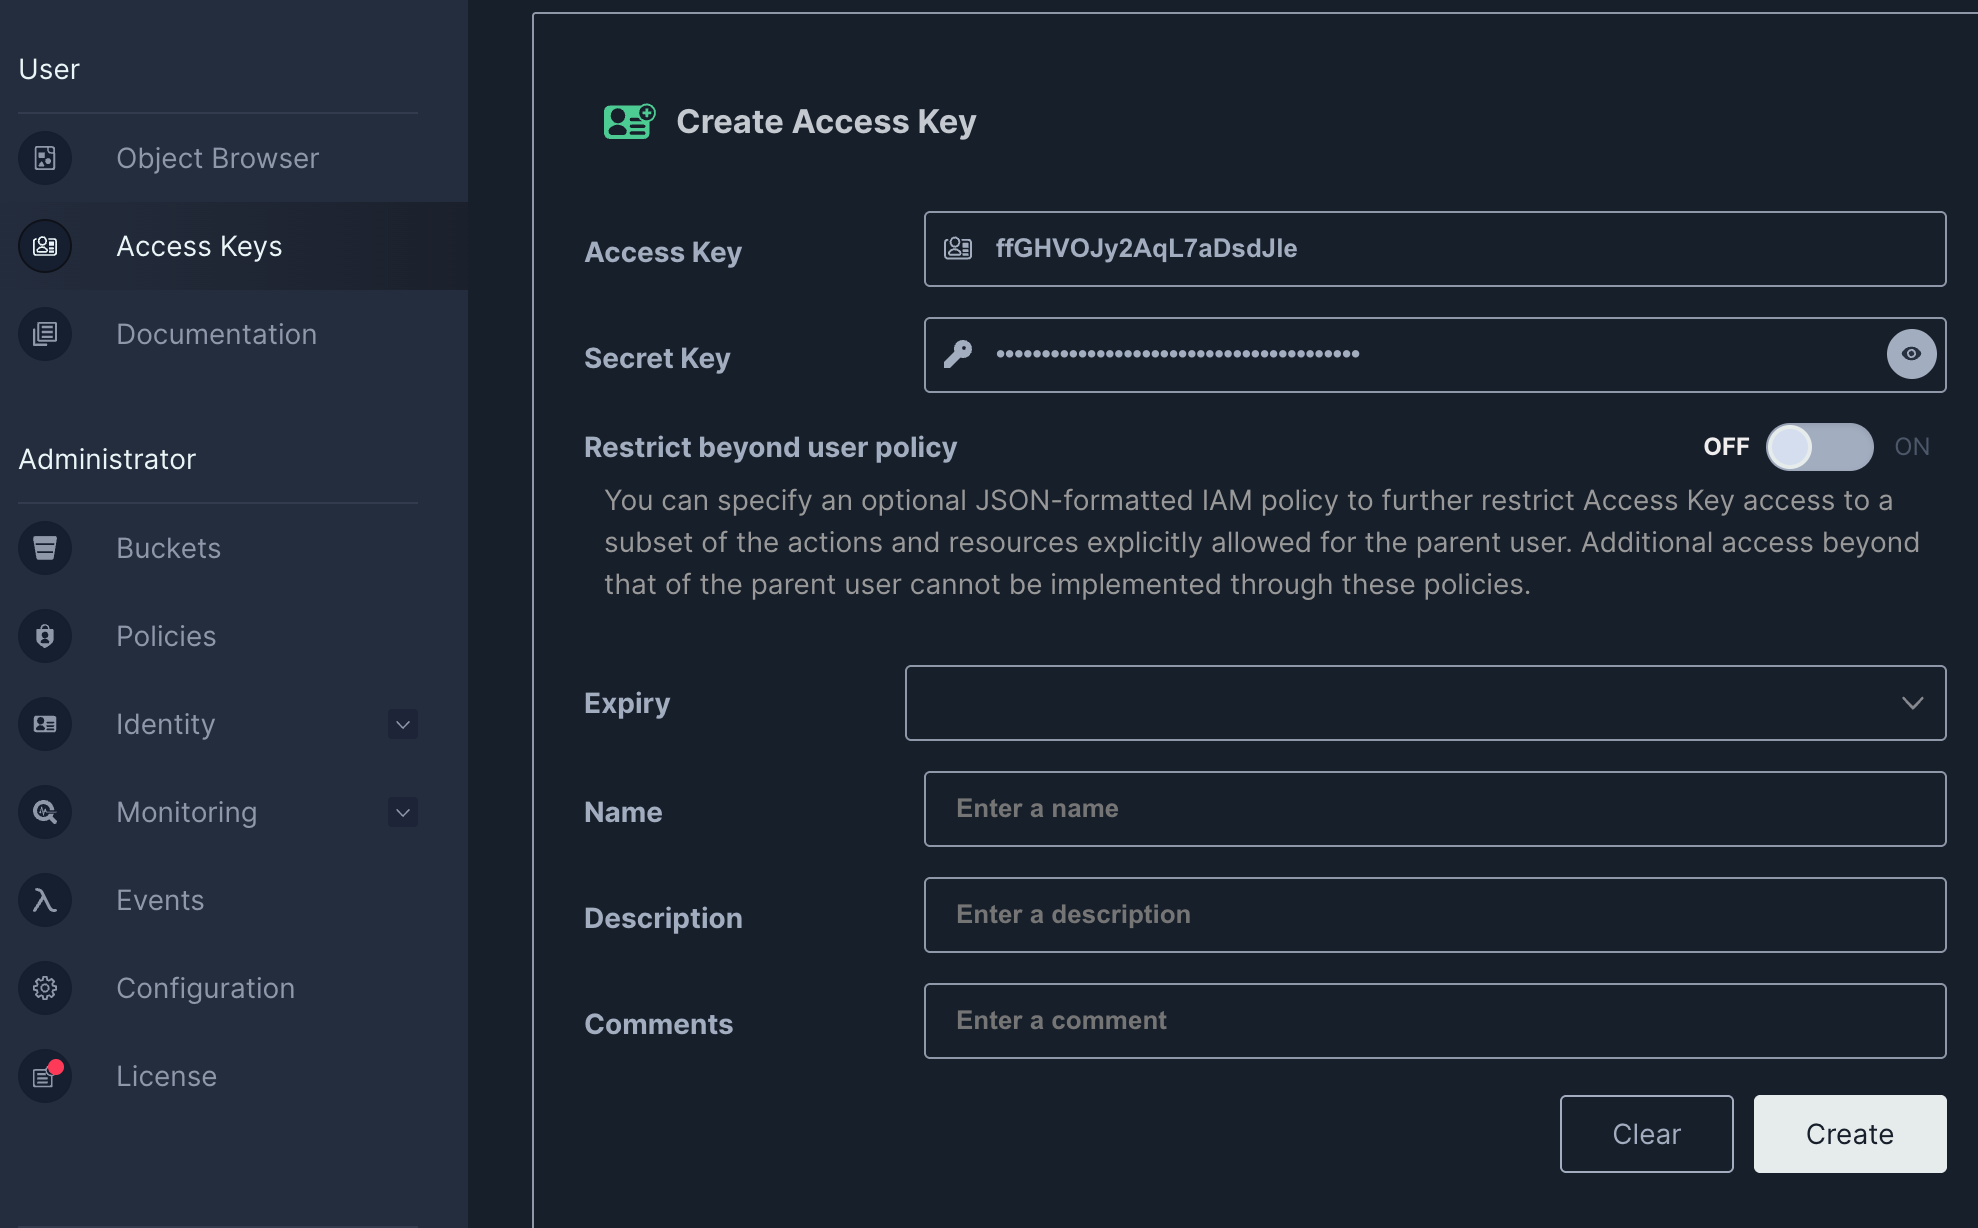 User
Object Browser
Access Keys
Documentation
Administrator
Buckets
Policies
Identity
Monitoring
Events
Configuration
License
Create Access Key
Access Key
ffGHVOJy2AqL7aDsdJIe
Secret Key
••••••••••••••••••••••••••••••••••••••••
Restrict beyond user policy
OFF ON
You can specify an optional JSON-formatted IAM policy to further restrict Access Key access to a
subset of the actions and resources explicitly allowed for the parent user. Additional access beyond
that of the parent user cannot be implemented through these policies.
Expiry
Name
Enter a name
Description
Enter a description
Comments
Enter a comment
Clear
Create